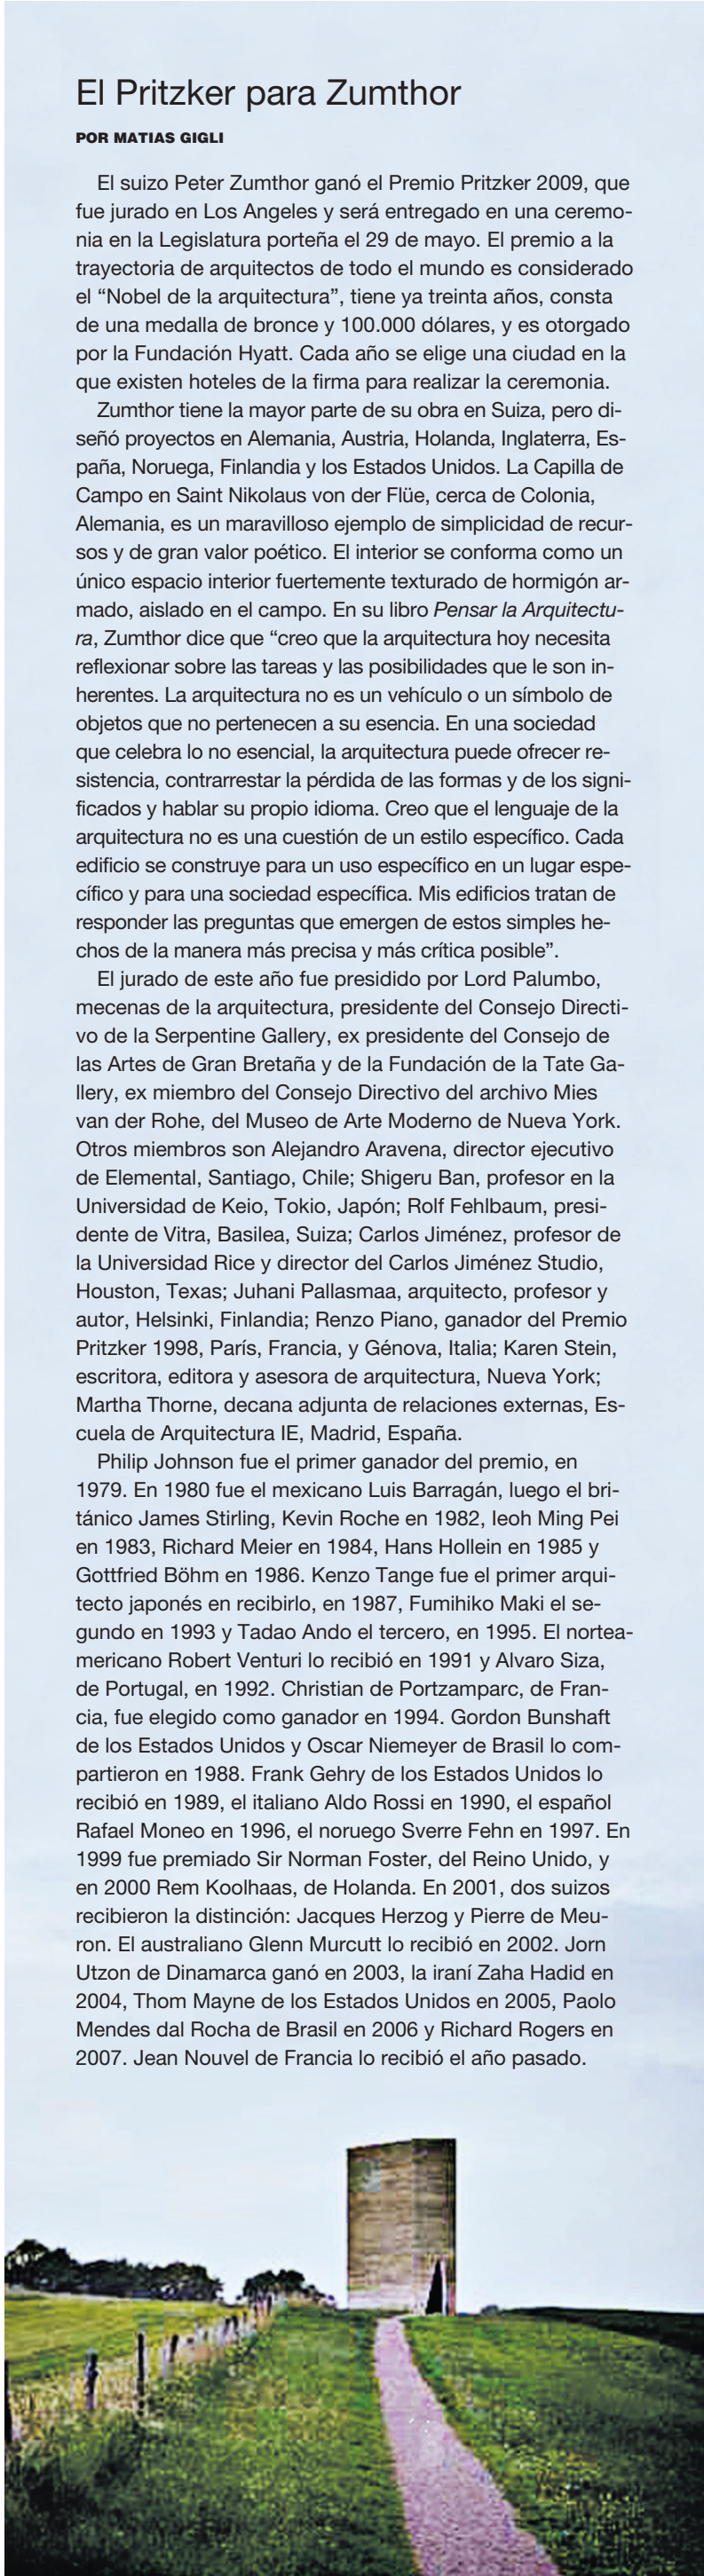 El Pritzker para Zumthor
POR MATIAS GIGLI
El suizo Peter Zumthor ganó el Premio Pritzker 2009, que
fue jurado en Los Angeles y será entregado en una ceremo-
nia en la Legislatura porteña el 29 de mayo. El premio a la
trayectoria de arquitectos de todo el mundo es considerado
el “Nobel de la arquitectura”, tiene ya treinta años, consta
de una medalla de bronce y 100.000 dólares, y es otorgado
por la Fundación Hyatt. Cada año se elige una ciudad en la
que existen hoteles de la firma para realizar la ceremonia.
Zumthor tiene la mayor parte de su obra en Suiza, pero di-
señó proyectos en Alemania, Austria, Holanda, Inglaterra, Es-
paña, Noruega, Finlandia y los Estados Unidos. La Capilla de
Campo en Saint Nikolaus von der Flüe, cerca de Colonia,
Alemania, es un maravilloso ejemplo de simplicidad de recur-
sos y de gran valor poético. El interior se conforma como un
único espacio interior fuertemente texturado de hormigón ar-
mado, aislado en el campo. En su libro Pensar la Arquitectu-
ra, Zumthor dice que “creo que la arquitectura hoy necesita
reflexionar sobre las tareas y las posibilidades que le son in-
herentes. La arquitectura no es un vehículo o un símbolo de
objetos que no pertenecen a su esencia. En una sociedad
que celebra lo no esencial, la arquitectura puede ofrecer re-
sistencia, contrarrestar la pérdida de las formas y de los signi-
ficados y hablar su propio idioma. Creo que el lenguaje de la
arquitectura no es una cuestión de un estilo específico. Cada
edificio se construye para un uso específico en un lugar espe-
cífico y para una sociedad específica. Mis edificios tratan de
responder las preguntas que emergen de estos simples he-
chos de la manera más precisa y más crítica posible”.
El jurado de este año fue presidido por Lord Palumbo,
mecenas de la arquitectura, presidente del Consejo Directi-
vo de la Serpentine Gallery, ex presidente del Consejo de
las Artes de Gran Bretaña y de la Fundación de la Tate Ga-
llery, ex miembro del Consejo Directivo del archivo Mies
van der Rohe, del Museo de Arte Moderno de Nueva York.
Otros miembros son Alejandro Aravena, director ejecutivo
de Elemental, Santiago, Chile; Shigeru Ban, profesor en la
Universidad de Keio, Tokio, Japón; Rolf Fehlbaum, presi-
dente de Vitra, Basilea, Suiza; Carlos Jiménez, profesor de
la Universidad Rice y director del Carlos Jiménez Studio,
Houston, Texas; Juhani Pallasmaa, arquitecto, profesor y
autor, Helsinki, Finlandia; Renzo Piano, ganador del Premio
Pritzker 1998, París, Francia, y Génova, Italia; Karen Stein,
escritora, editora y asesora de arquitectura, Nueva York;
Martha Thorne, decana adjunta de relaciones externas, Es-
cuela de Arquitectura IE, Madrid, España.
Philip Johnson fue el primer ganador del premio, en
1979. En 1980 fue el mexicano Luis Barragán, luego el bri-
tánico James Stirling, Kevin Roche en 1982, Ieoh Ming Pei
en 1983, Richard Meier en 1984, Hans Hollein en 1985 y
Gottfried Böhm en 1986. Kenzo Tange fue el primer arqui-
tecto japonés en recibirlo, en 1987, Fumihiko Maki el se-
gundo en 1993 y Tadao Ando el tercero, en 1995. El nortea-
mericano Robert Venturi lo recibió en 1991 y Alvaro Siza,
de Portugal, en 1992. Christian de Portzamparc, de Fran-
cia, fue elegido como ganador en 1994. Gordon Bunshaft
de los Estados Unidos y Oscar Niemeyer de Brasil lo com-
partieron en 1988. Frank Gehry de los Estados Unidos lo
recibió en 1989, el italiano Aldo Rossi en 1990, el español
Rafael Moneo en 1996, el noruego Sverre Fehn en 1997. En
1999 fue premiado Sir Norman Foster, del Reino Unido, y
en 2000 Rem Koolhaas, de Holanda. En 2001, dos suizos
recibieron la distinción: Jacques Herzog y Pierre de Meu-
ron. El australiano Glenn Murcutt lo recibió en 2002. Jorn
Utzon de Dinamarca ganó en 2003, la iraní Zaha Hadid en
2004, Thom Mayne de los Estados Unidos en 2005, Paolo
Mendes dal Rocha de Brasil en 2006 y Richard Rogers en
2007. Jean Nouvel de Francia lo recibió el año pasado.